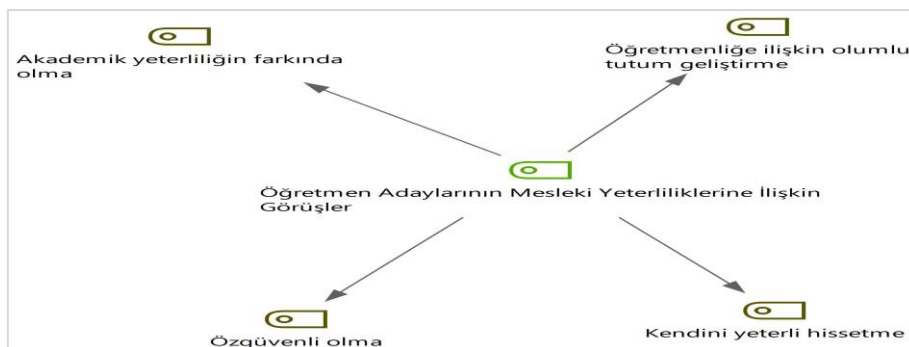 Akademik yeterliliğin farkında
olma
Öğretmenliğe ilişkin olumlu
tutum geliştirme
Öğretmen Adaylarının Mesleki Yeterliliklerine İlişkin
Görüşler
Özgüvenli olma
Kendini yeterli hissetme